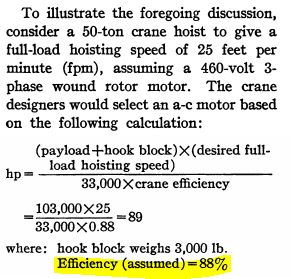 To illustrate the foregoing discussion,
consider a 50-ton crane hoist to give a
full-load hoisting speed of 25 feet per
minute (fpm), assuming a 460-volt 3-
phase wound rotor motor. The crane
designers would select an a-c motor based
on the following calculation:
(payload+hook block)×(desired full-
load hoisting speed)
hp=
33,000×crane efficiency
=103,000×25/33,000×0.88=89
where: hook block weighs 3,000 lb.
Efficiency (assumed)=88%